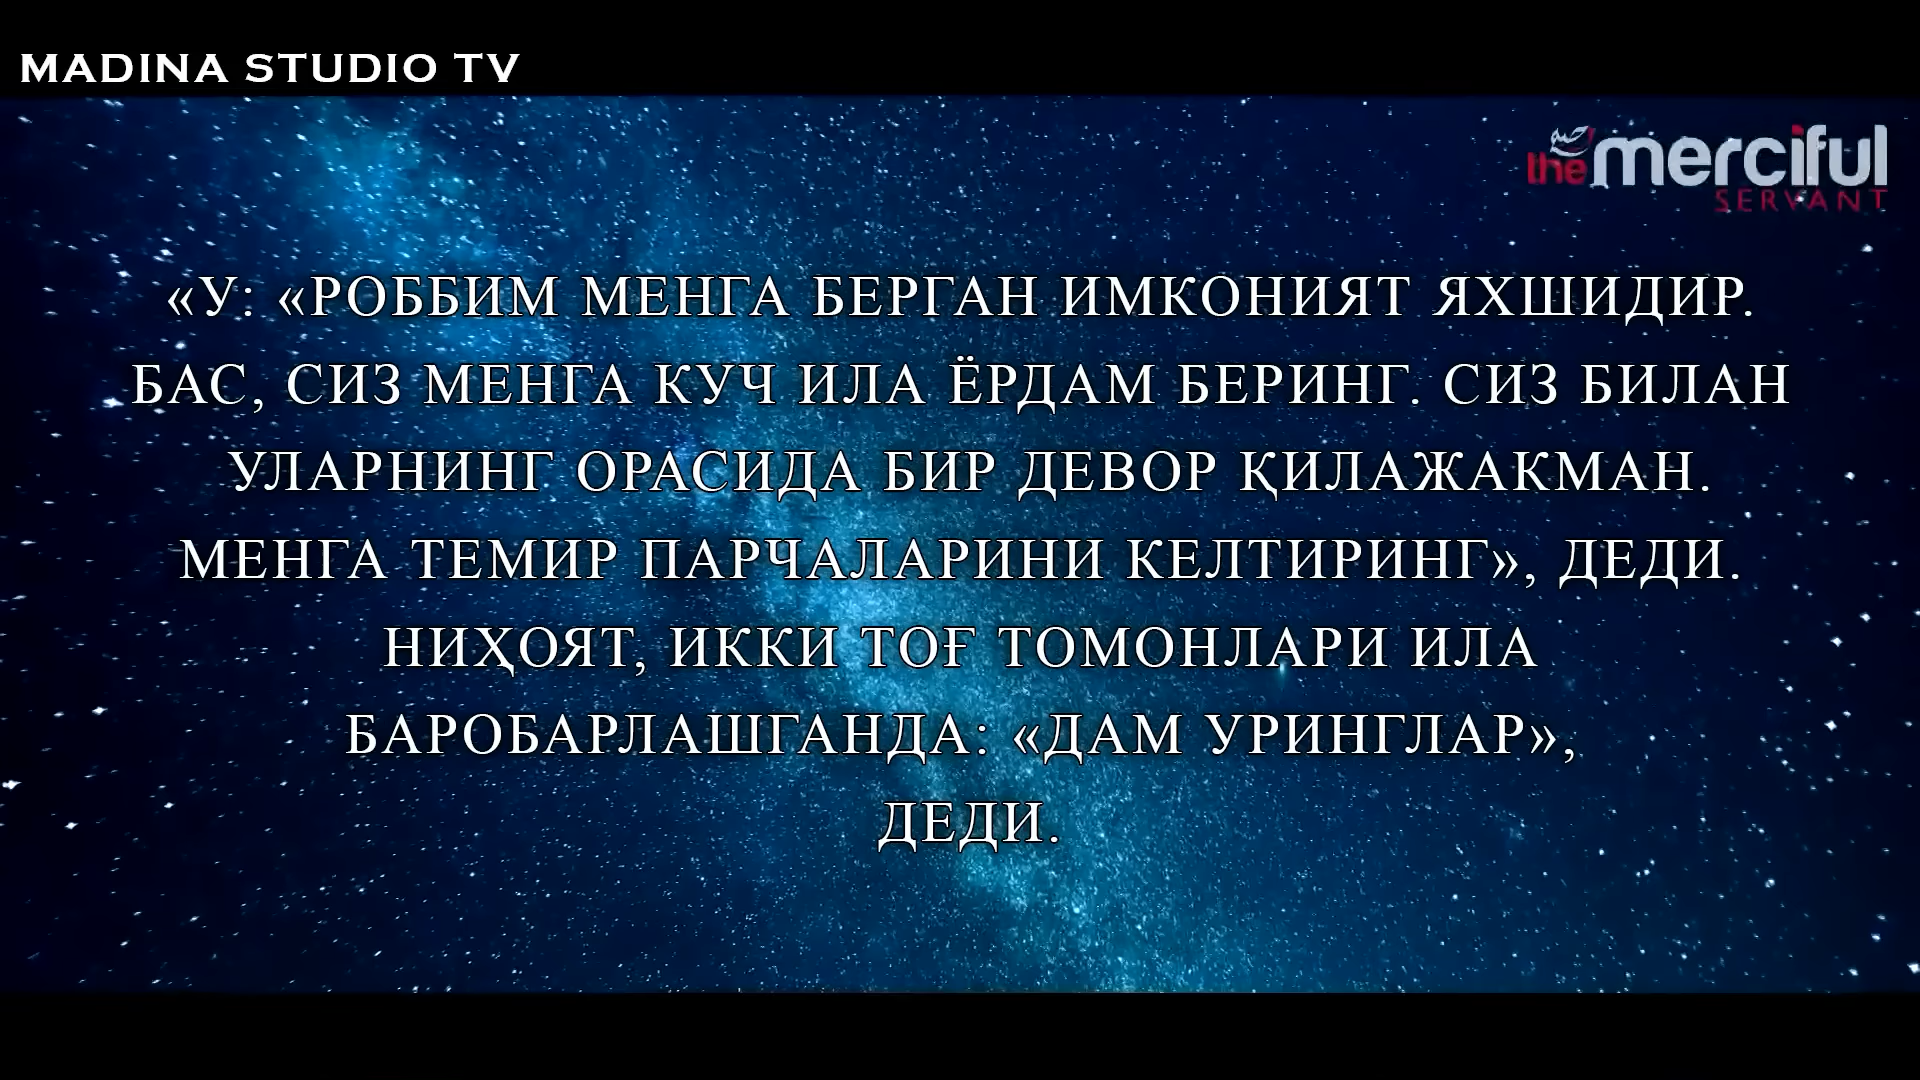 MADINA STUDIO TV
the merciful
SERVANT
«У: «РОББИМ МЕНГА БЕРГАН ИМКОНИЯТ ЯХШИДИР.
БАС, СИЗ МЕНГА КУЧ ИЛА ЁРДАМ БЕРИНГ. СИЗ БИЛАН
УЛАРНИНГ ОРАСИДА БИР ДЕВОР ҚИЛАЖАКМАН.
МЕНГА ТЕМИР ПАРЧАЛАРИНИ КЕЛТИРИНГ», ДЕДИ.
НИҲОЯТ, ИККИ ТОҒ ТОМОНЛАРИ ИЛА
БАРОБАРЛАШГАНДА: «ДАМ УРИНГЛАР»,
ДЕДИ.